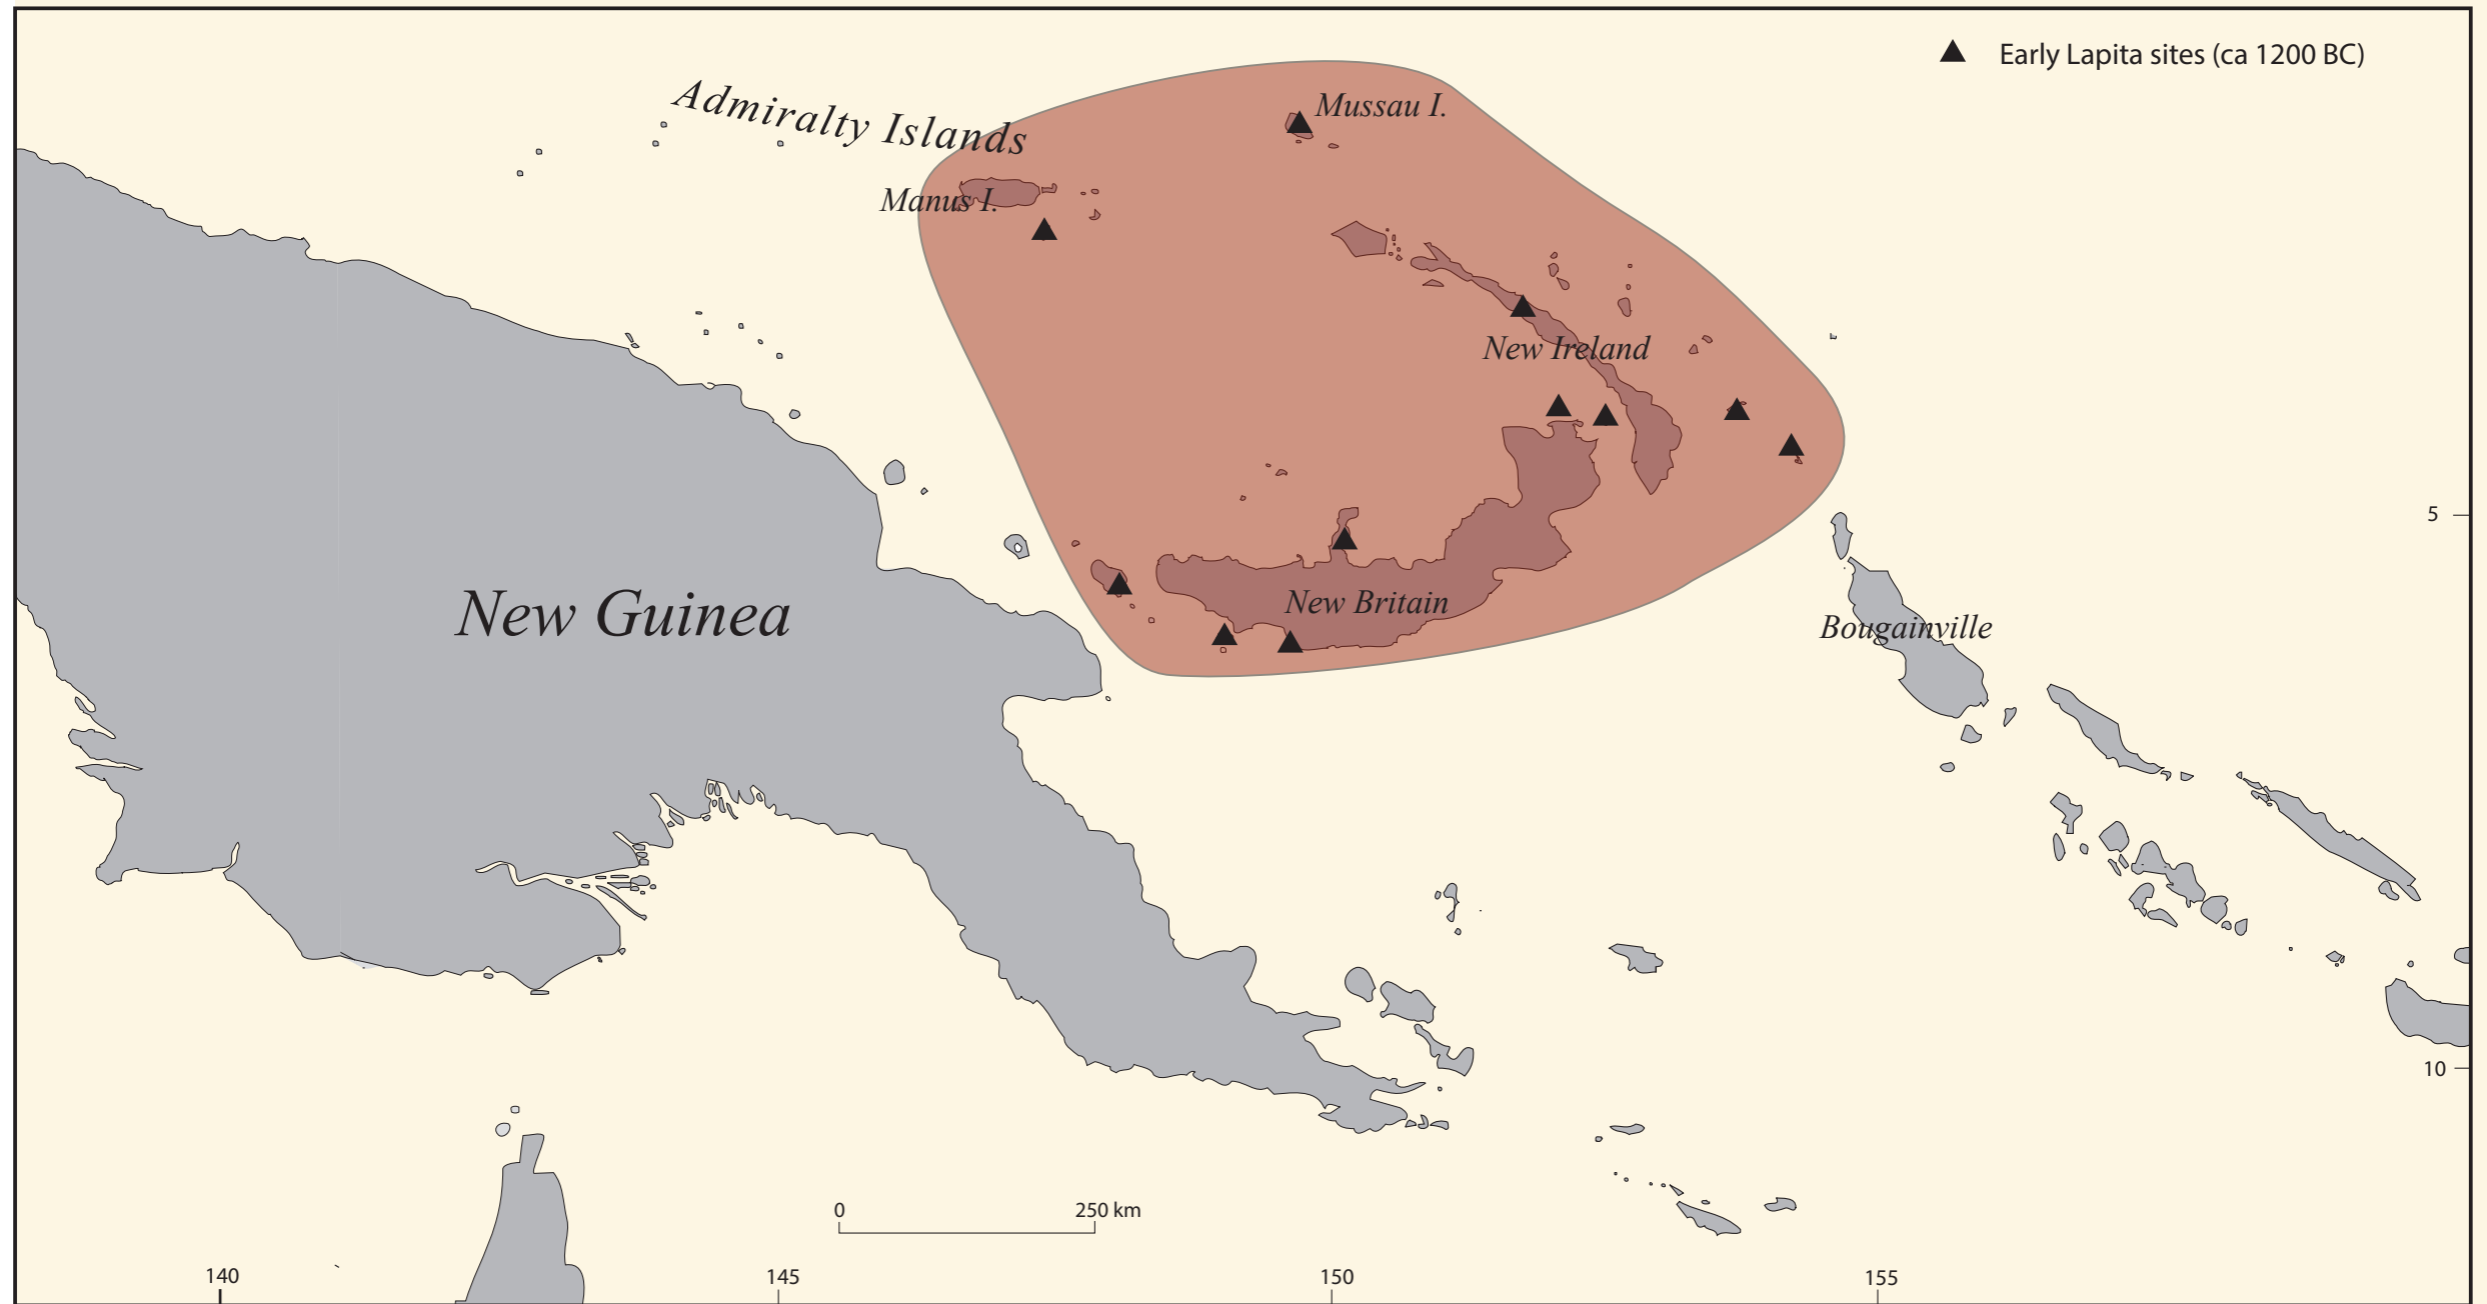 Early Lapita sites (ca 1200 BC)
Admiralty Islands
Mussau I.
Manus I.
New Ireland
5
New Guinea
New Britain
Bougainville
10
0 250 km
140 145 150 155